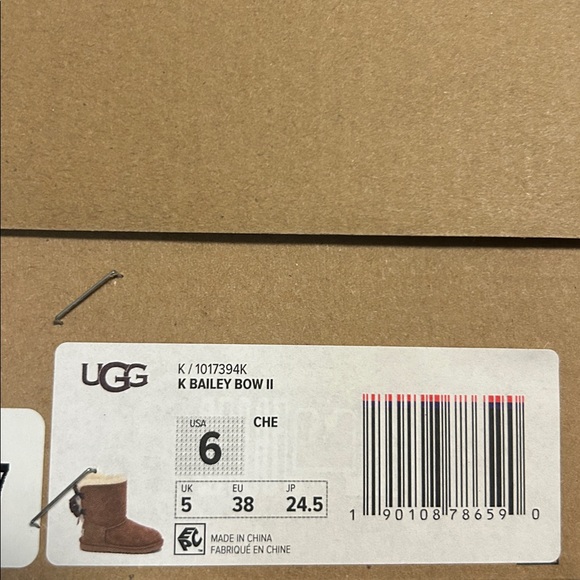 UGG
K / 1017394K
K BAILEY BOW II
USA
6
CHE
UK 5
EU 38
JP 24.5
MADE IN CHINA
FABRIQUÉ EN CHINE
1 90108 78659 0